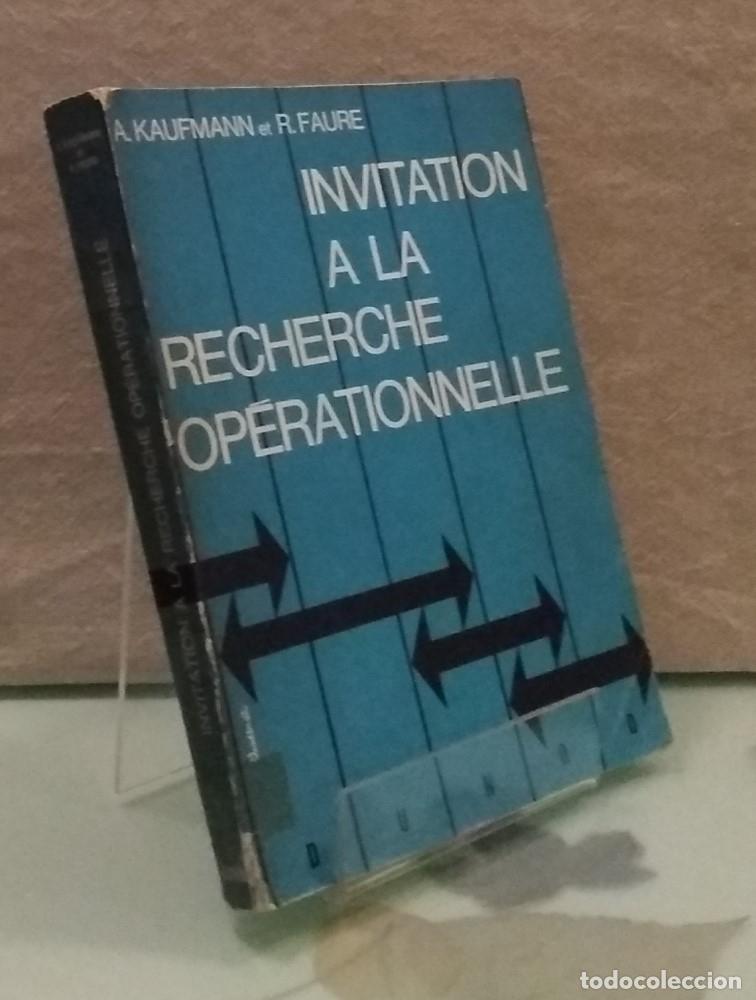 A. KAUFMANN et R. FAURE
INVITATION
A LA
RECHERCHE
OPÉRATIONNELLE
DUNOD
INVITATION A LA RECHERCHE OPÉRATIONNELLE
todocoleccion